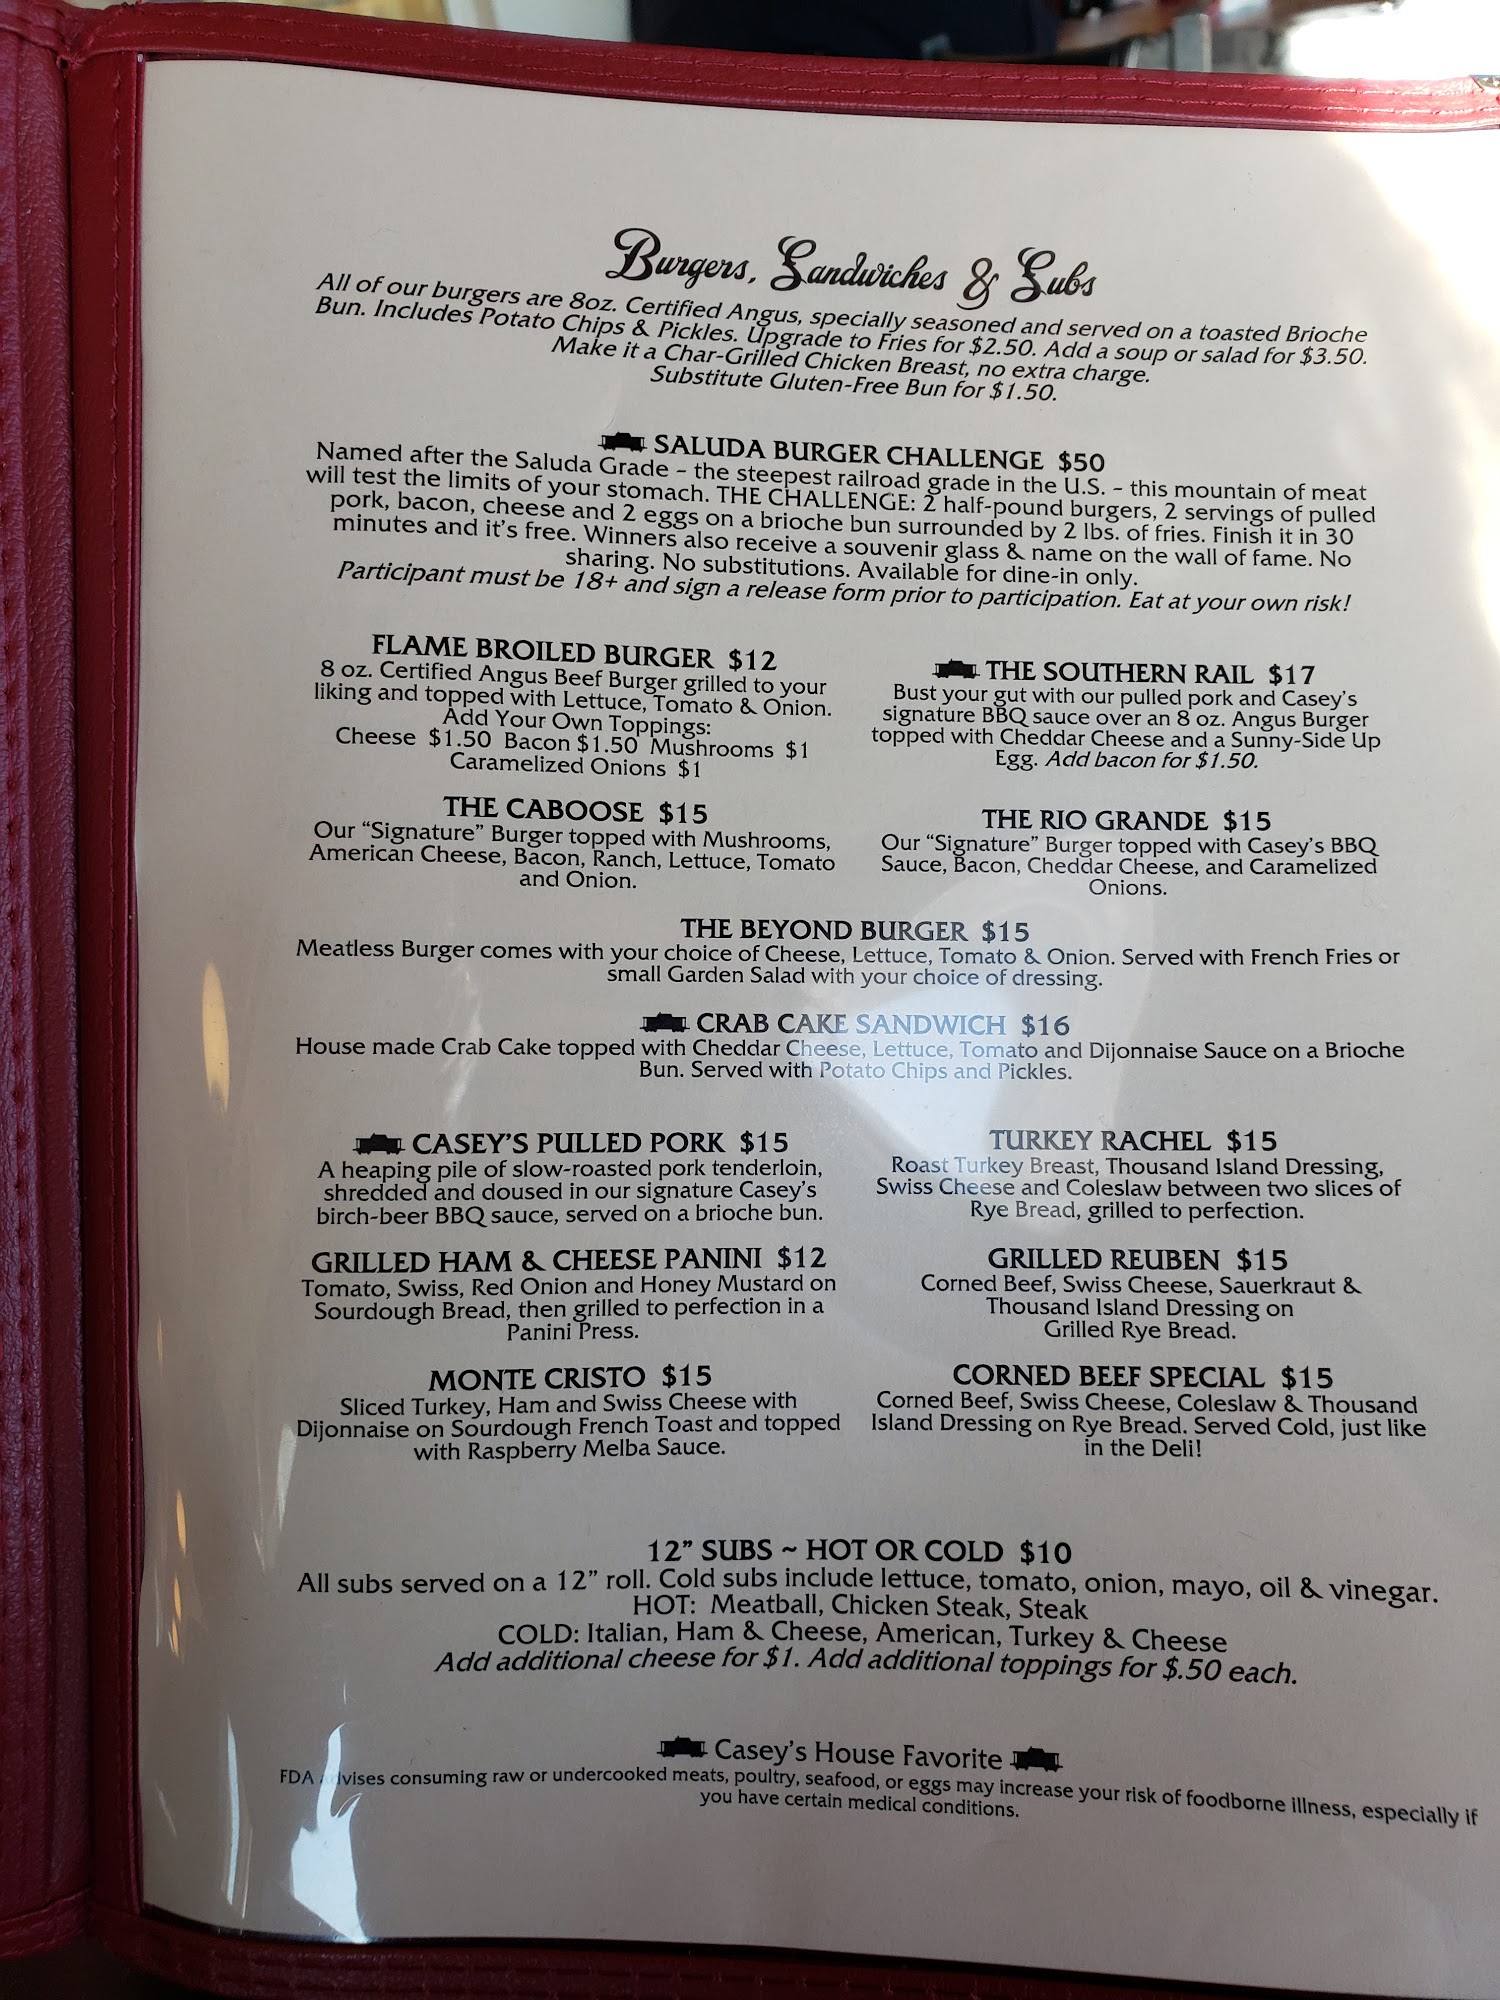 Burgers, Sandwiches & Subs
All of our burgers are 8oz. Certified Angus, specially seasoned and served on a toasted Brioche
Bun. Includes Potato Chips & Pickles. Upgrade to Fries for $2.50. Add a soup or salad for $3.50.
Make it a Char-Grilled Chicken Breast, no extra charge.
Substitute Gluten-Free Bun for $1.50.
SALUDA BURGER CHALLENGE $50
Named after the Saluda Grade – the steepest railroad grade in the U.S. – this mountain of meat
will test the limits of your stomach. THE CHALLENGE: 2 half-pound burgers, 2 servings of pulled
pork, bacon, cheese and 2 eggs on a brioche bun surrounded by 2 lbs. of fries. Finish it in 30
minutes and it's free. Winners also receive a souvenir glass & name on the wall of fame. No
sharing. No substitutions. Available for dine-in only.
Participant must be 18+ and sign a release form prior to participation. Eat at your own risk!
FLAME BROILED BURGER $12
8 oz. Certified Angus Beef Burger grilled to your
liking and topped with Lettuce, Tomato & Onion.
Add Your Own Toppings:
Cheese $1.50 Bacon $1.50 Mushrooms $1
Caramelized Onions $1
THE SOUTHERN RAIL $17
Bust your gut with our pulled pork and Casey's
signature BBQ sauce over an 8 oz. Angus Burger
topped with Cheddar Cheese and a Sunny-Side Up
Egg. Add bacon for $1.50.
THE CABOOSE $15
Our "Signature" Burger topped with Mushrooms,
American Cheese, Bacon, Ranch, Lettuce, Tomato
and Onion.
THE RIO GRANDE $15
Our "Signature" Burger topped with Casey's BBQ
Sauce, Bacon, Cheddar Cheese, and Caramelized
Onions.
THE BEYOND BURGER $15
Meatless Burger comes with your choice of Cheese, Lettuce, Tomato & Onion. Served with French Fries or
small Garden Salad with your choice of dressing.
CRAB CAKE SANDWICH $16
House made Crab Cake topped with Cheddar Cheese, Lettuce, Tomato and Dijonnaise Sauce on a Brioche
Bun. Served with Potato Chips and Pickles.
CASEY'S PULLED PORK $15
A heaping pile of slow-roasted pork tenderloin,
shredded and doused in our signature Casey's
birch-beer BBQ sauce, served on a brioche bun.
TURKEY RACHEL $15
Roast Turkey Breast, Thousand Island Dressing,
Swiss Cheese and Coleslaw between two slices of
Rye Bread, grilled to perfection.
GRILLED HAM & CHEESE PANINI $12
Tomato, Swiss, Red Onion and Honey Mustard on
Sourdough Bread, then grilled to perfection in a
Panini Press.
GRILLED REUBEN $15
Corned Beef, Swiss Cheese, Sauerkraut &
Thousand Island Dressing on
Grilled Rye Bread.
MONTE CRISTO $15
Sliced Turkey, Ham and Swiss Cheese with
Dijonnaise on Sourdough French Toast and topped
with Raspberry Melba Sauce.
CORNED BEEF SPECIAL $15
Corned Beef, Swiss Cheese, Coleslaw & Thousand
Island Dressing on Rye Bread. Served Cold, just like
in the Deli!
12" SUBS ~ HOT OR COLD $10
All subs served on a 12" roll. Cold subs include lettuce, tomato, onion, mayo, oil & vinegar.
HOT: Meatball, Chicken Steak, Steak
COLD: Italian, Ham & Cheese, American, Turkey & Cheese
Add additional cheese for $1. Add additional toppings for $.50 each.
Casey's House Favorite
FDA advises consuming raw or undercooked meats, poultry, seafood, or eggs may increase your risk of foodborne illness, especially if
you have certain medical conditions.